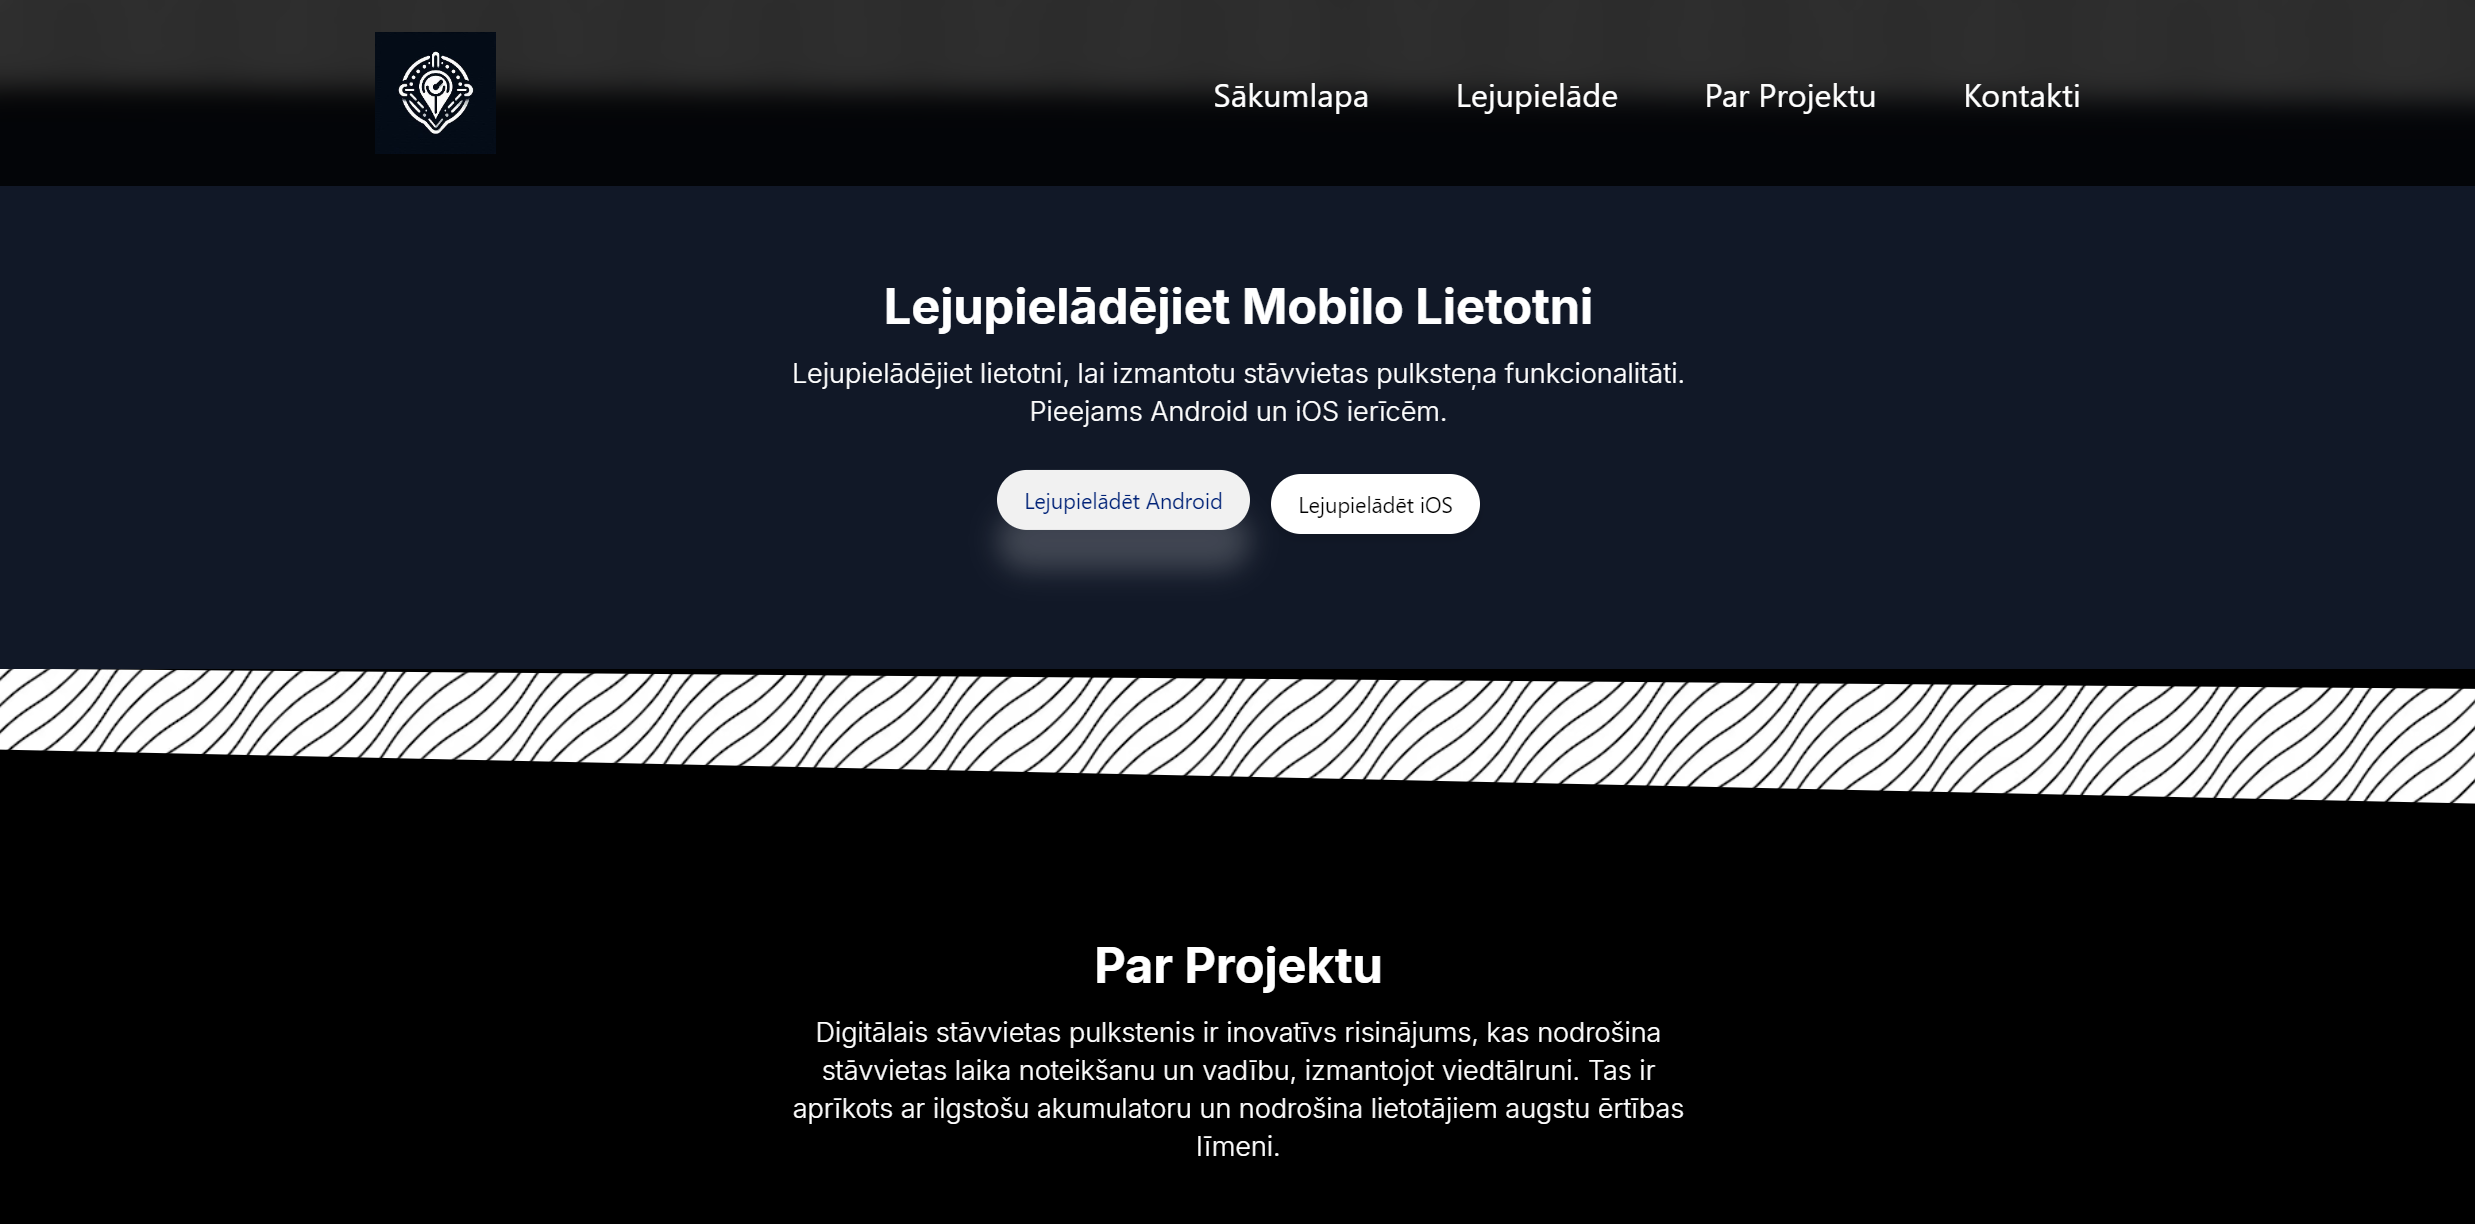 Sākumlapa Lejupielāde Par Projektu Kontakti
Lejupielādējiet Mobilo Lietotni
Lejupielādējiet lietotni, lai izmantotu stāvvietas pulksteņa funkcionalitāti.
Pieejams Android un iOS ierīcēm.
Lejupielādēt Android Lejupielādēt iOS
Par Projektu
Digitālais stāvvietas pulkstenis ir inovatīvs risinājums, kas nodrošina
stāvvietas laika noteikšanu un vadību, izmantojot viedtālruni. Tas ir
aprīkots ar ilgstošu akumulatoru un nodrošina lietotājiem augstu ērtības
līmeni.